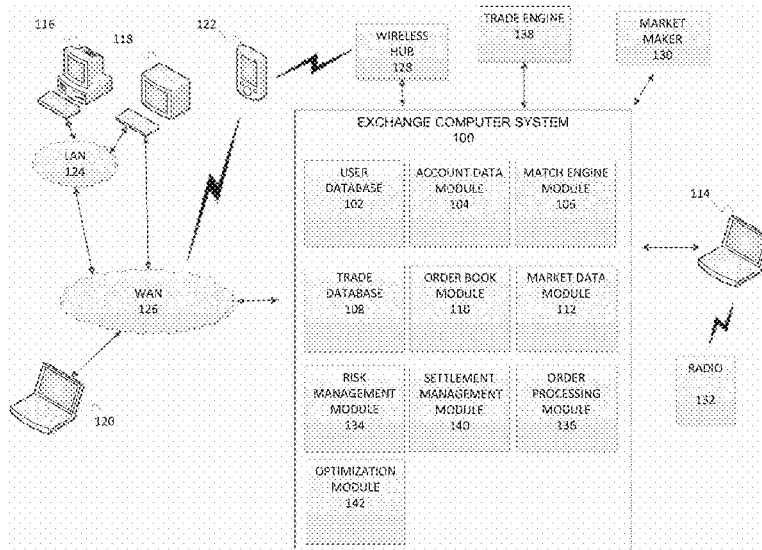 116
118
122
WIRELESS
HUB
128
TRADE ENGINE
138
MARKET
MAKER
130
LAN
124
EXCHANGE COMPUTER SYSTEM
100
USER
DATABASE
102
ACCOUNT DATA
MODULE
104
MATCH ENGINE
MODULE
106
114
WAN
126
TRADE
DATABASE
108
ORDER BOOK
MODULE
110
MARKET DATA
MODULE
112
120
RISK
MANAGEMENT
MODULE
134
SETTLEMENT
MANAGEMENT
MODULE
140
ORDER
PROCESSING
MODULE
136
RADIO
132
OPTIMIZATION
MODULE
142